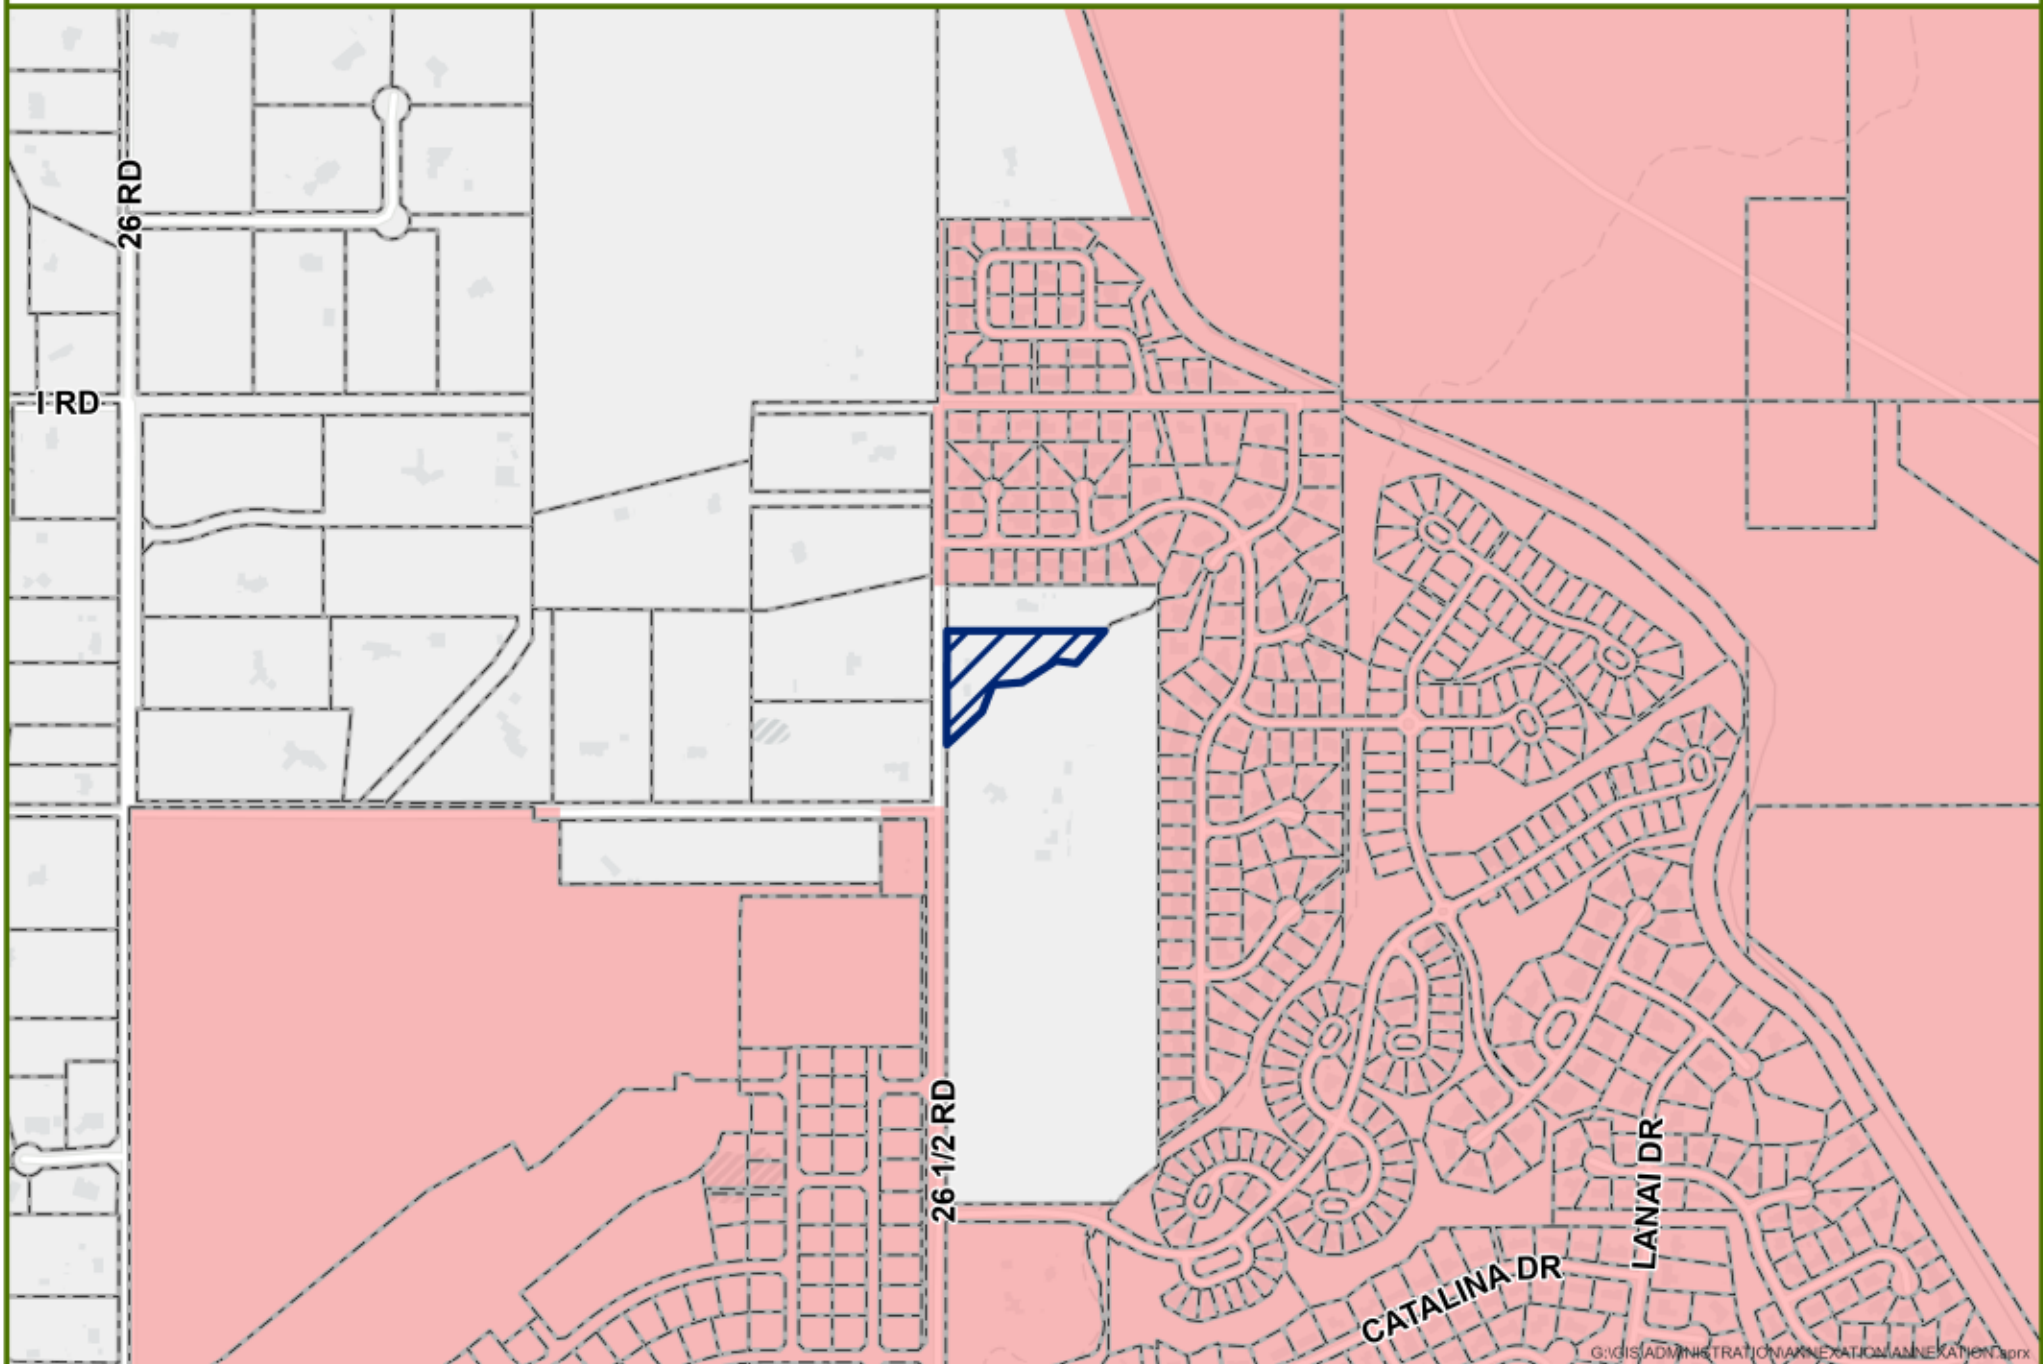 26 RD
I RD
26 1/2 RD
LANAI DR
CATALINA DR
G:\GIS\ADMINISTRATION\ANNEXATION\ANNEXATION.aprx